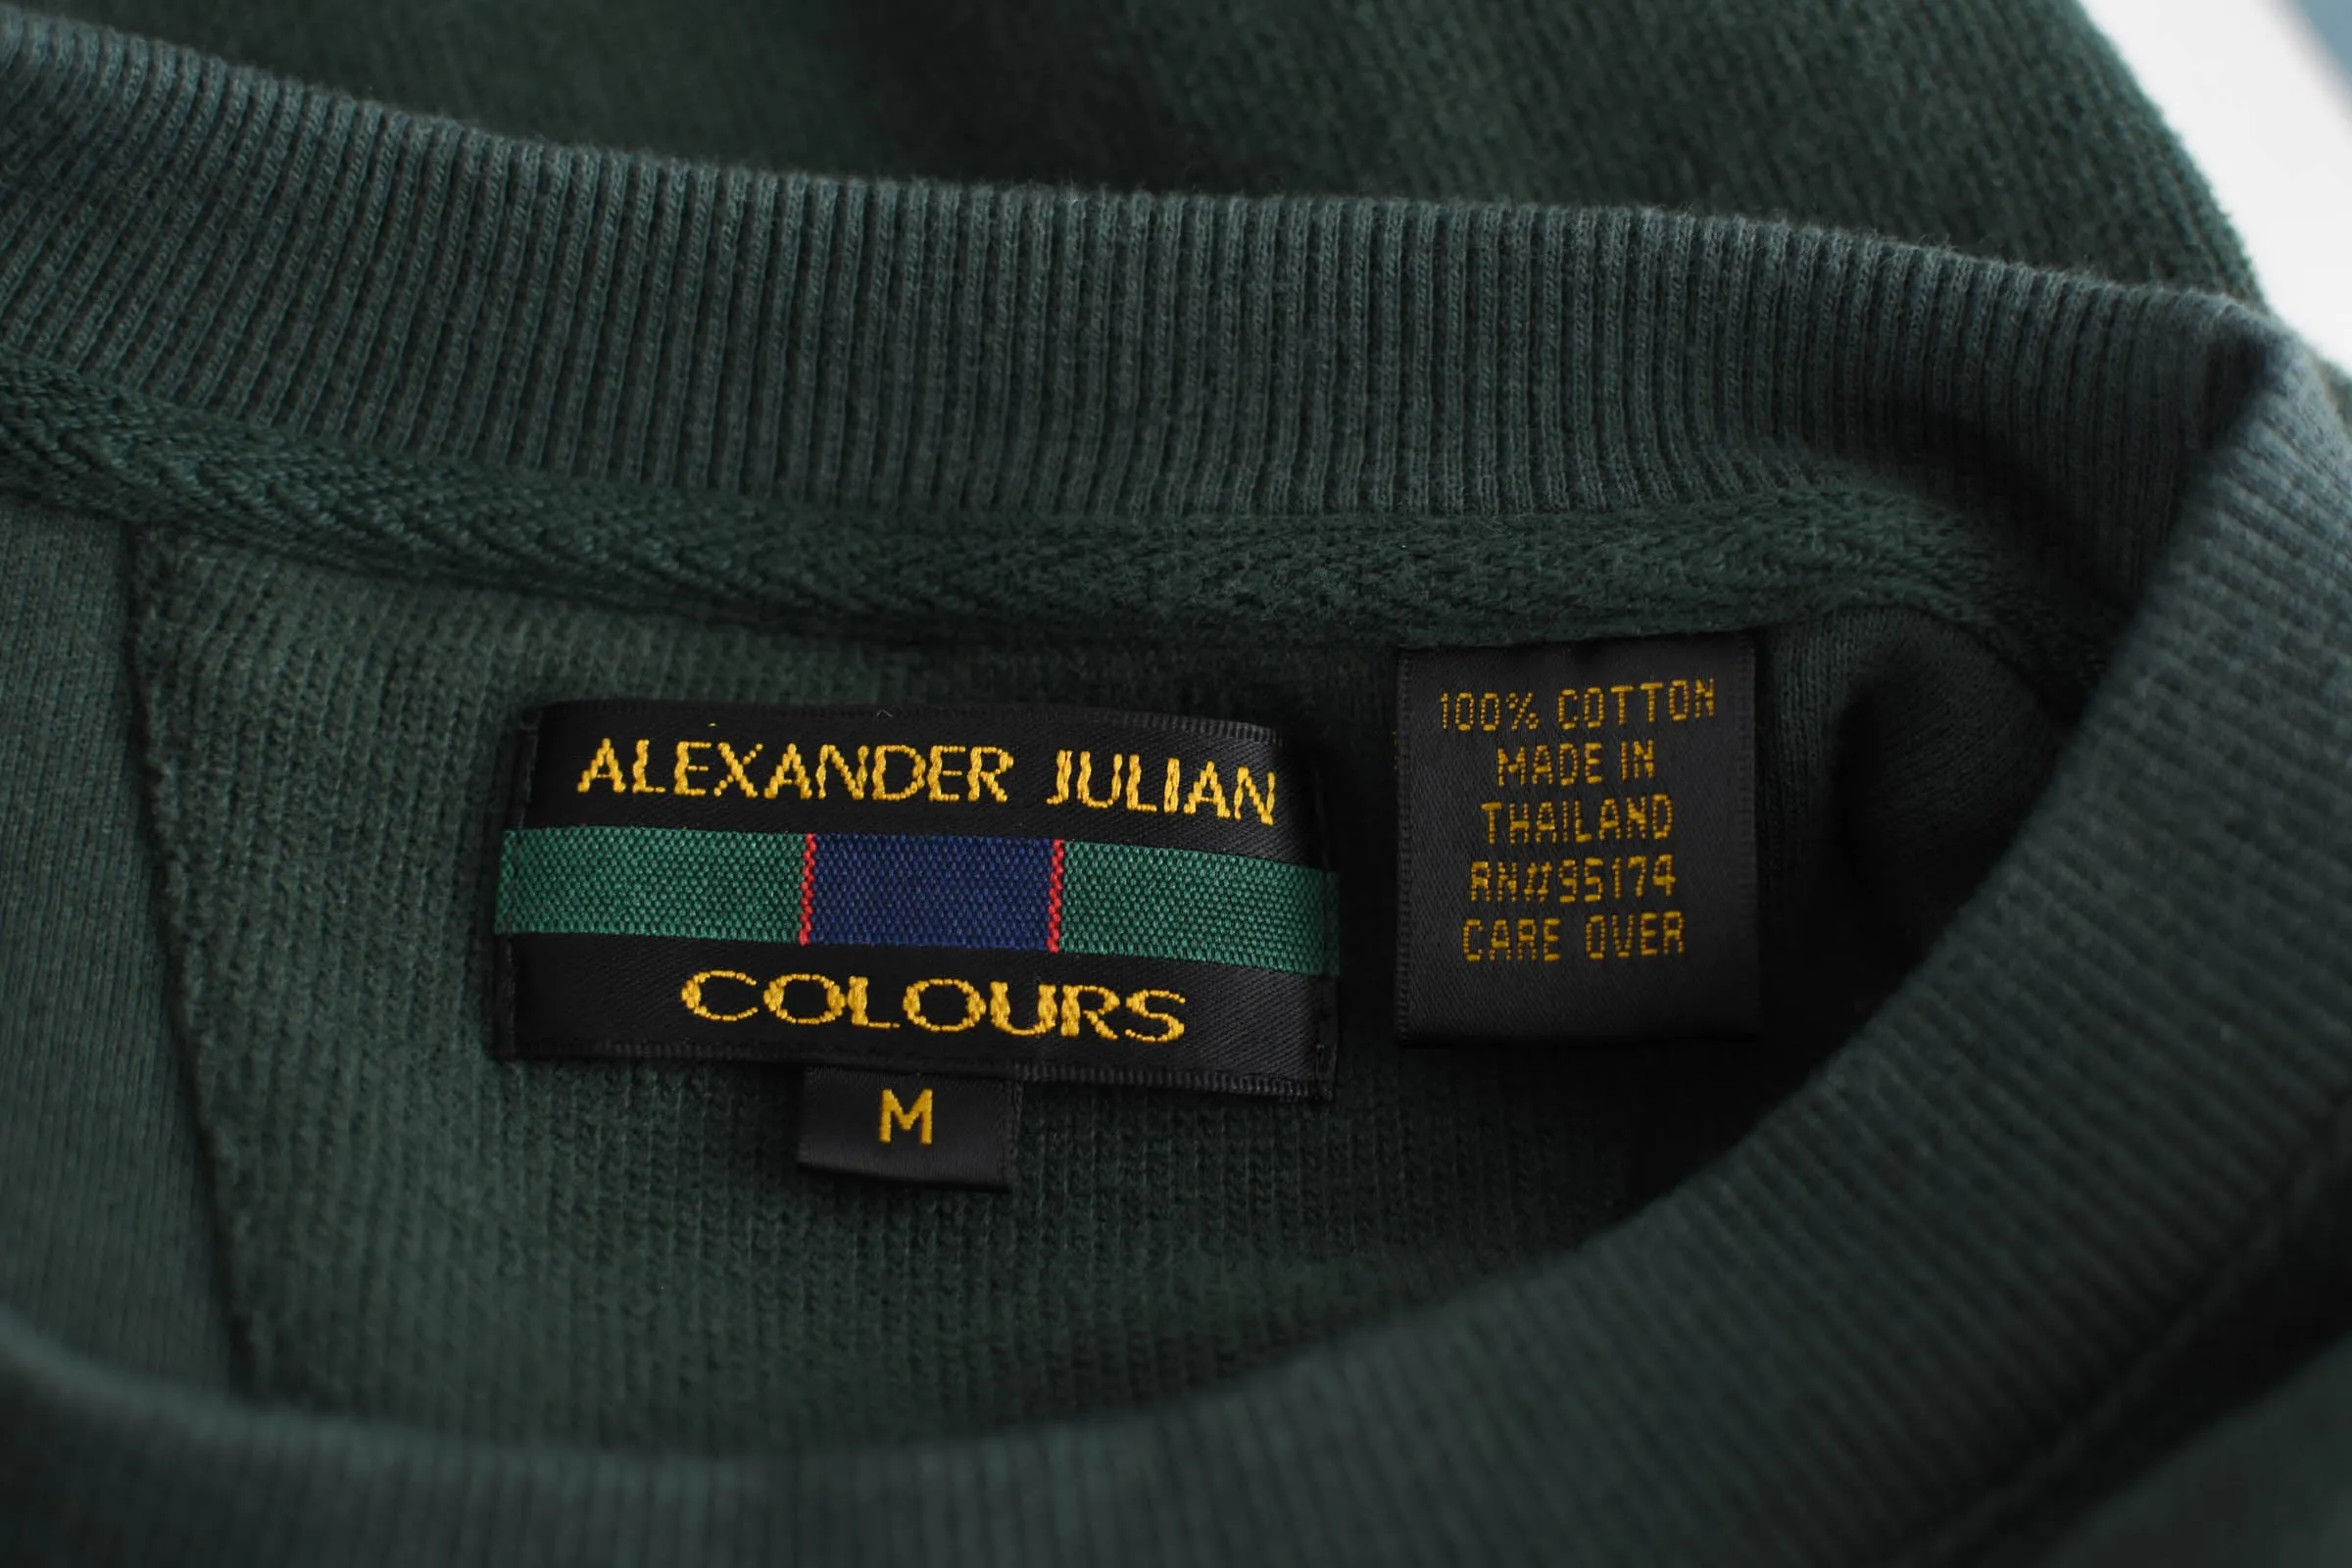 ALEXANDER JULIAN
COLOURS
M
100% COTTON
MADE IN
THAILAND
RN#95174
CARE OVER